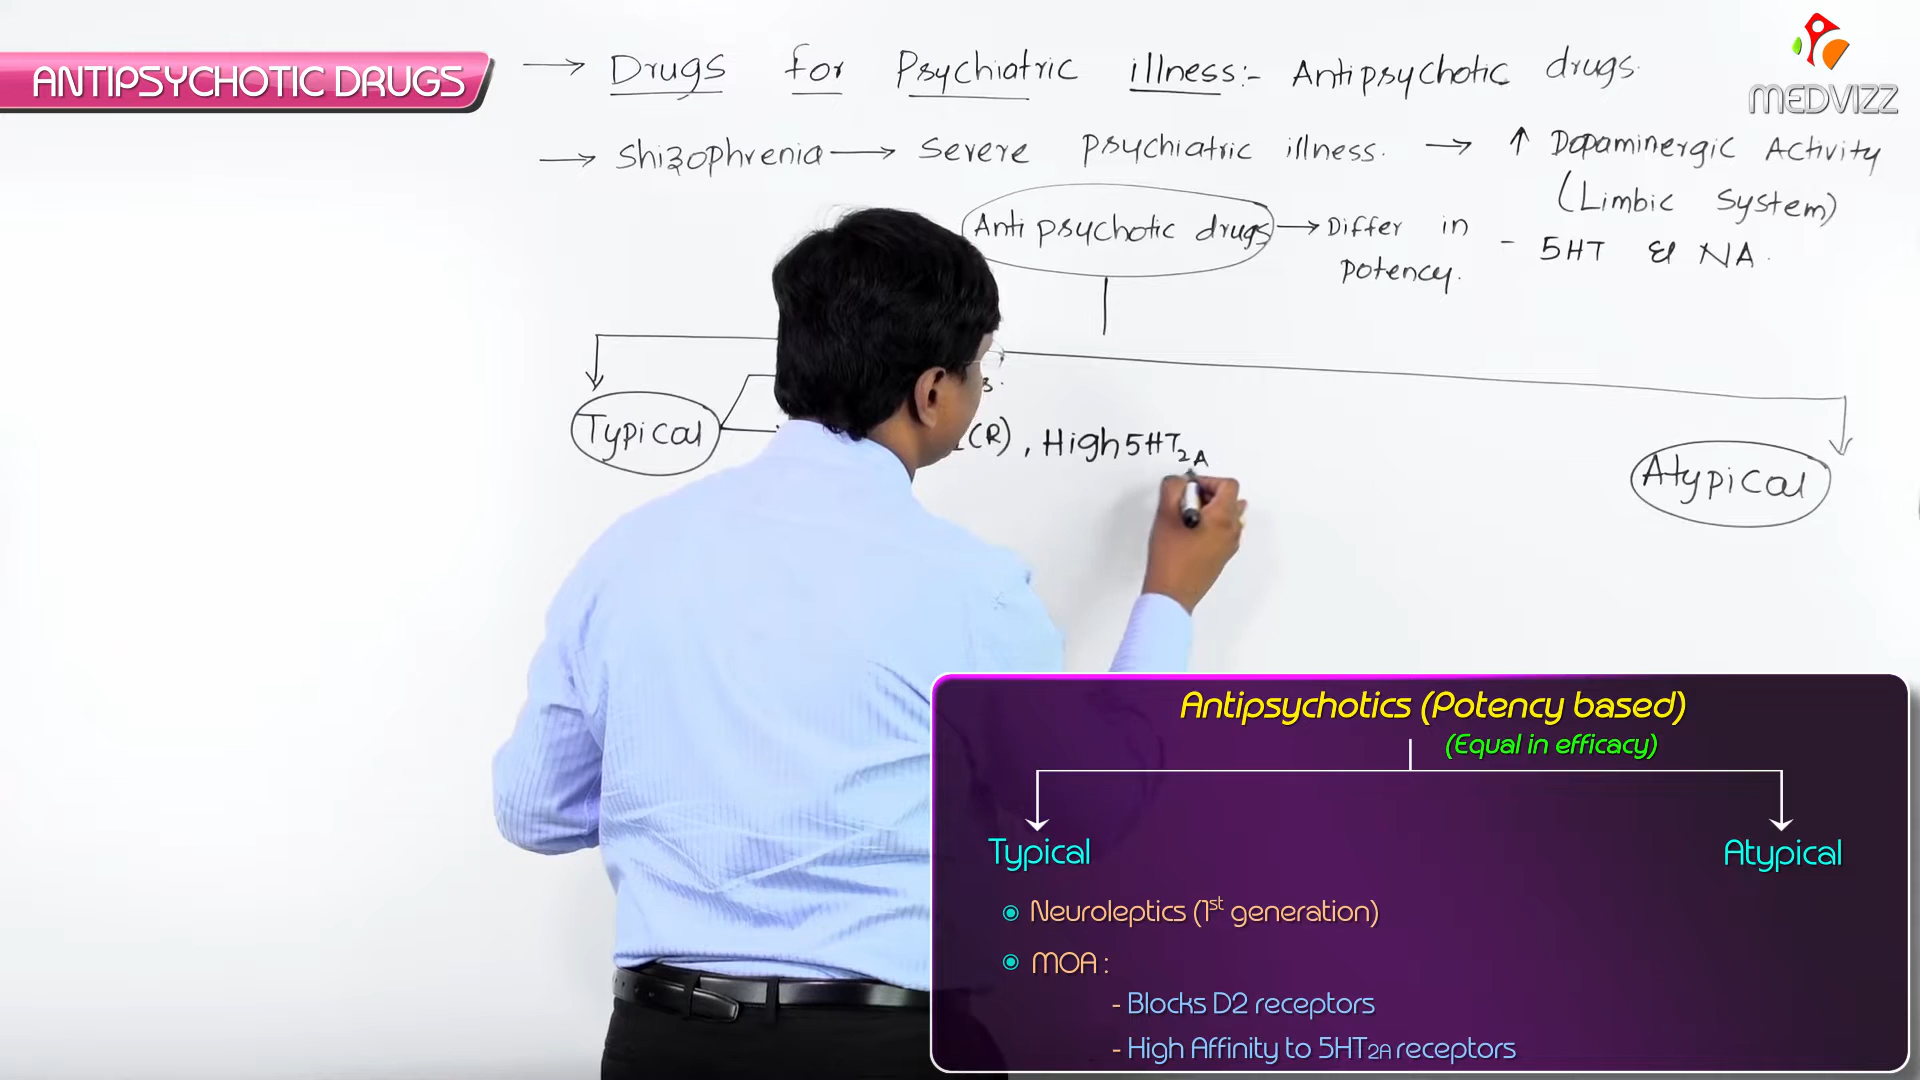 ANTIPSYCHOTIC DRUGS
→ Drugs for Psychiatric illness:- Antipsychotic drugs.
MEDVIZZ
→ Shizophrenia → Severe psychiatric illness. → ↑ Dopaminergic Activity
(Limbic System)
- 5HT & NA.
Anti psychotic drugs → Differ in
potency.
Typical
(R), High 5HT2A
Atypical
Antipsychotics (Potency based)
(Equal in efficacy)
Typical
Atypical
Neuroleptics (1st generation)
MOA :
- Blocks D2 receptors
- High Affinity to 5HT2A receptors